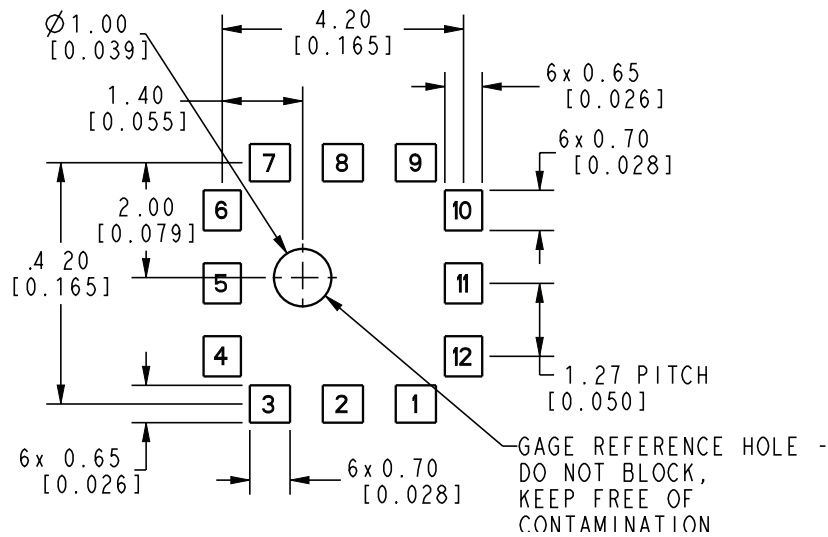 Ø1.00
[0.039]
4.20
[0.165]
6x 0.65
[0.026]
1.40
[0.055]
6x 0.70
[0.028]
7 8 9
2.00
[0.079]
6
10
.4 20
[0.165]
5
11
4
12
1.27 PITCH
[0.050]
3 2 1
6x 0.65
[0.026]
6x 0.70
[0.028]
GAGE REFERENCE HOLE -
DO NOT BLOCK,
KEEP FREE OF
CONTAMINATION